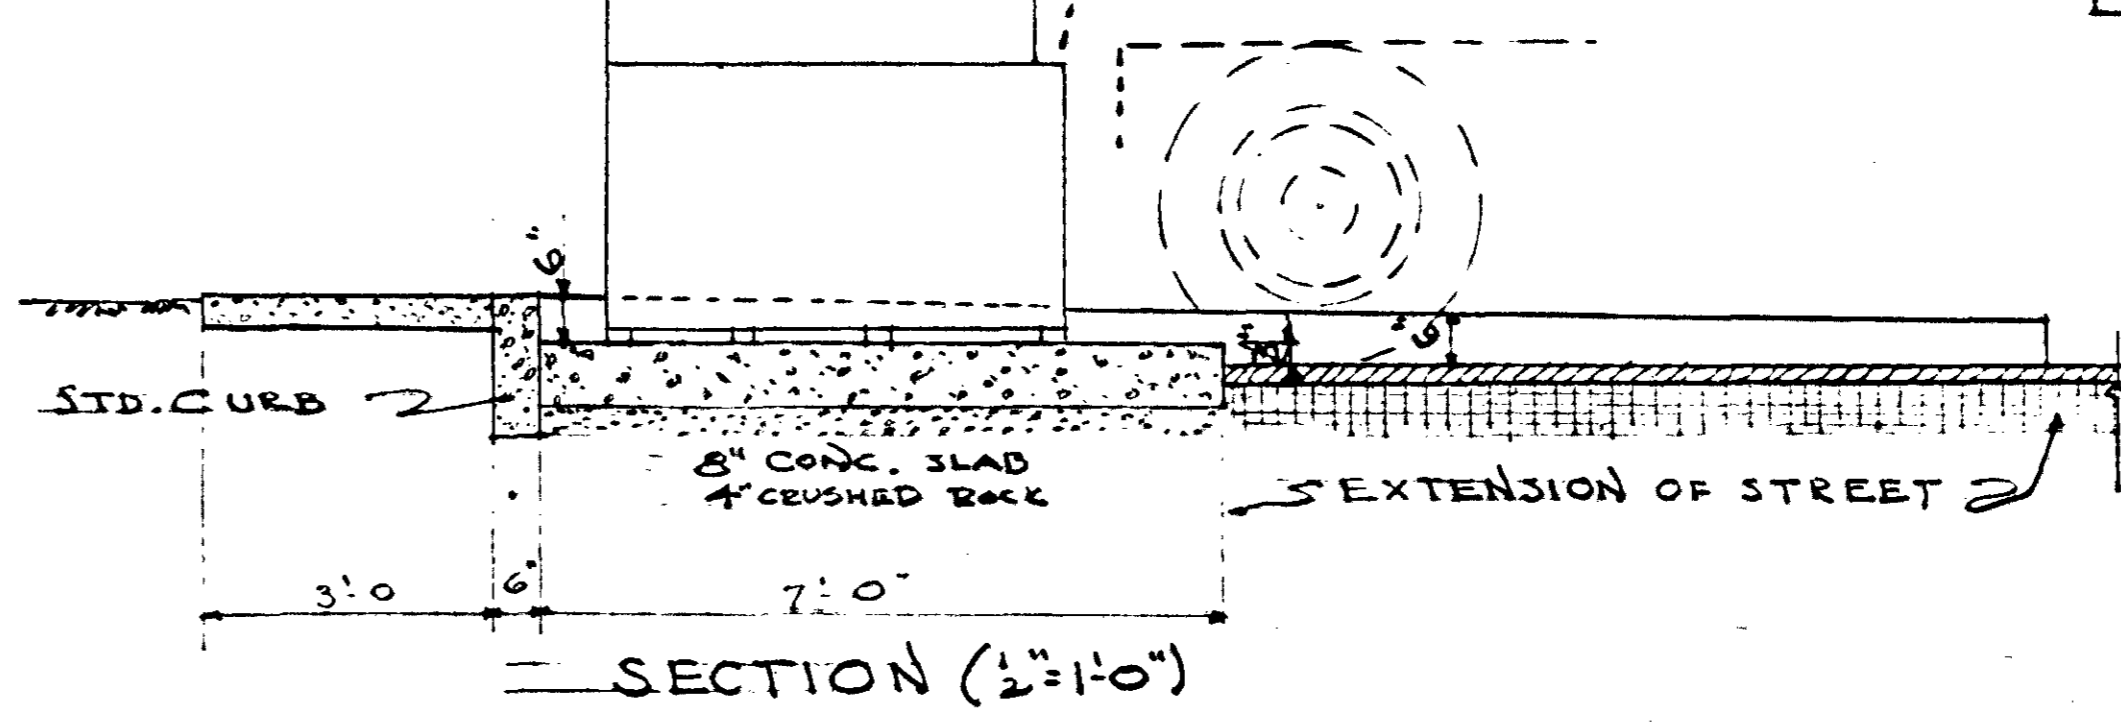 6"
6"
STD. CURB
8" CONC. SLAB
4" CRUSHED ROCK
EXTENSION OF STREET
3'-0
6"
7'-0"
SECTION (½"=1'-0")